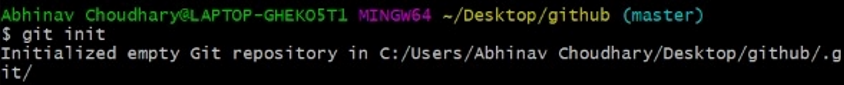 Abhinav Choudhary@LAPTOP-GHEKO5T1 MINGW64 ~/Desktop/github (master)
$ git init
Initialized empty Git repository in C:/Users/Abhinav Choudhary/Desktop/github/.g
it/